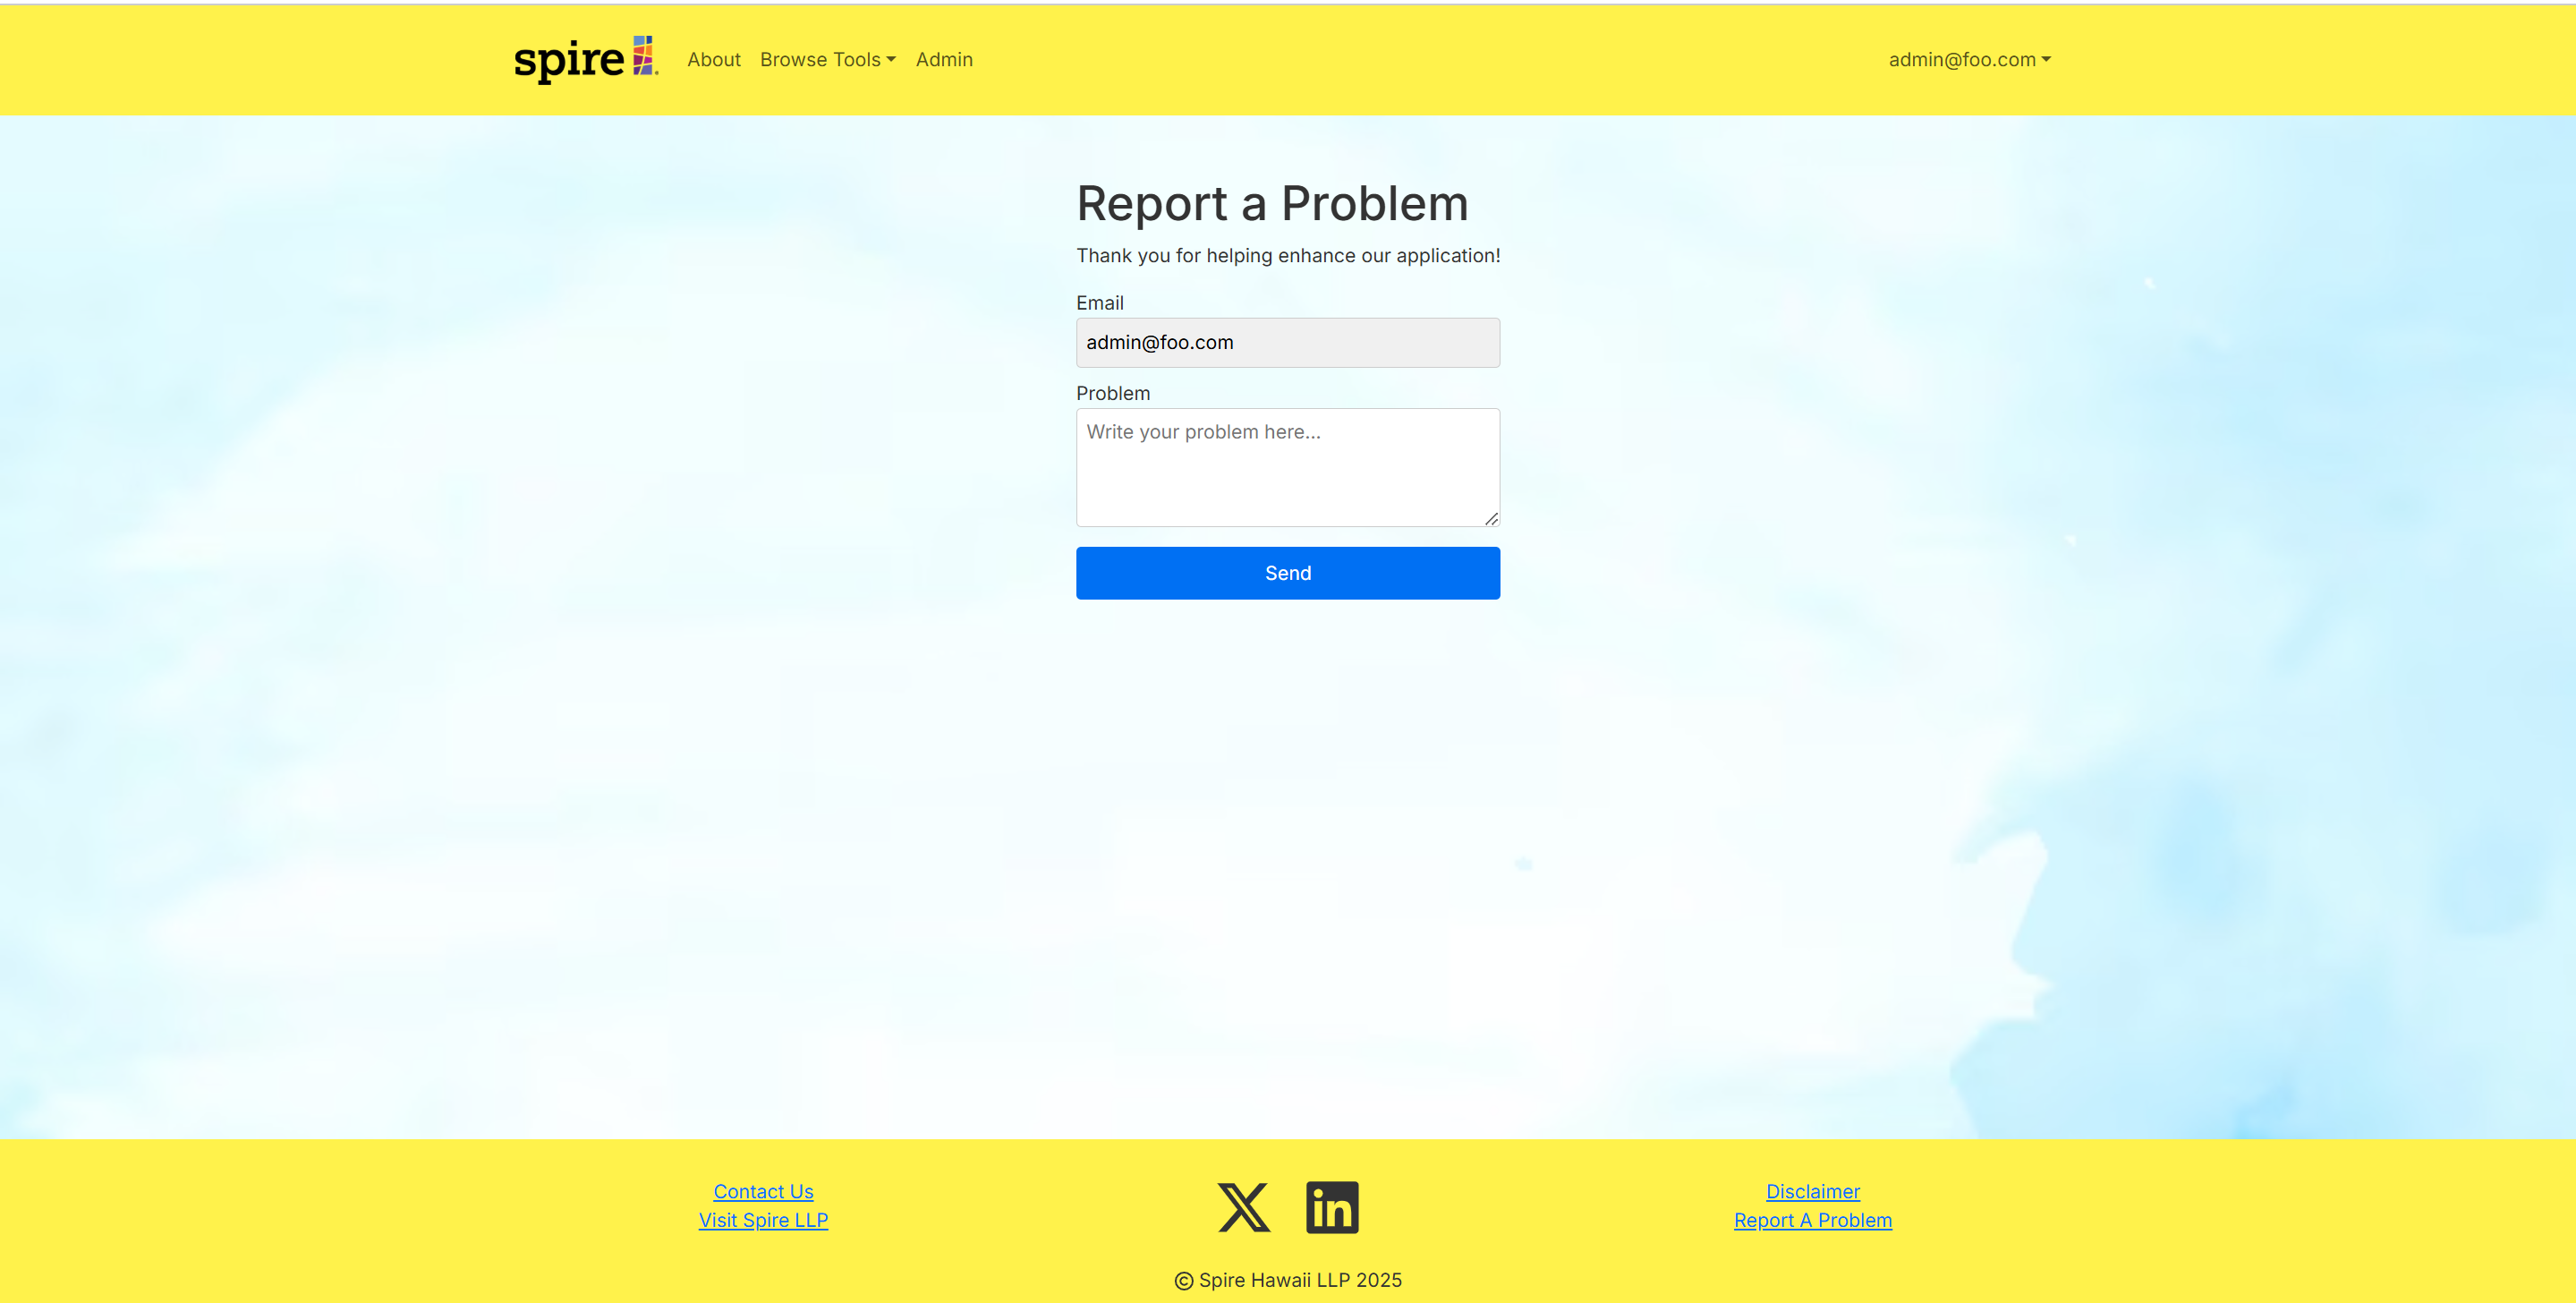 spire
About Browse Tools Admin
admin@foo.com
Report a Problem
Thank you for helping enhance our application!
Email
admin@foo.com
Problem
Write your problem here...
Send
Contact Us
Visit Spire LLP
Disclaimer
Report A Problem
© Spire Hawaii LLP 2025